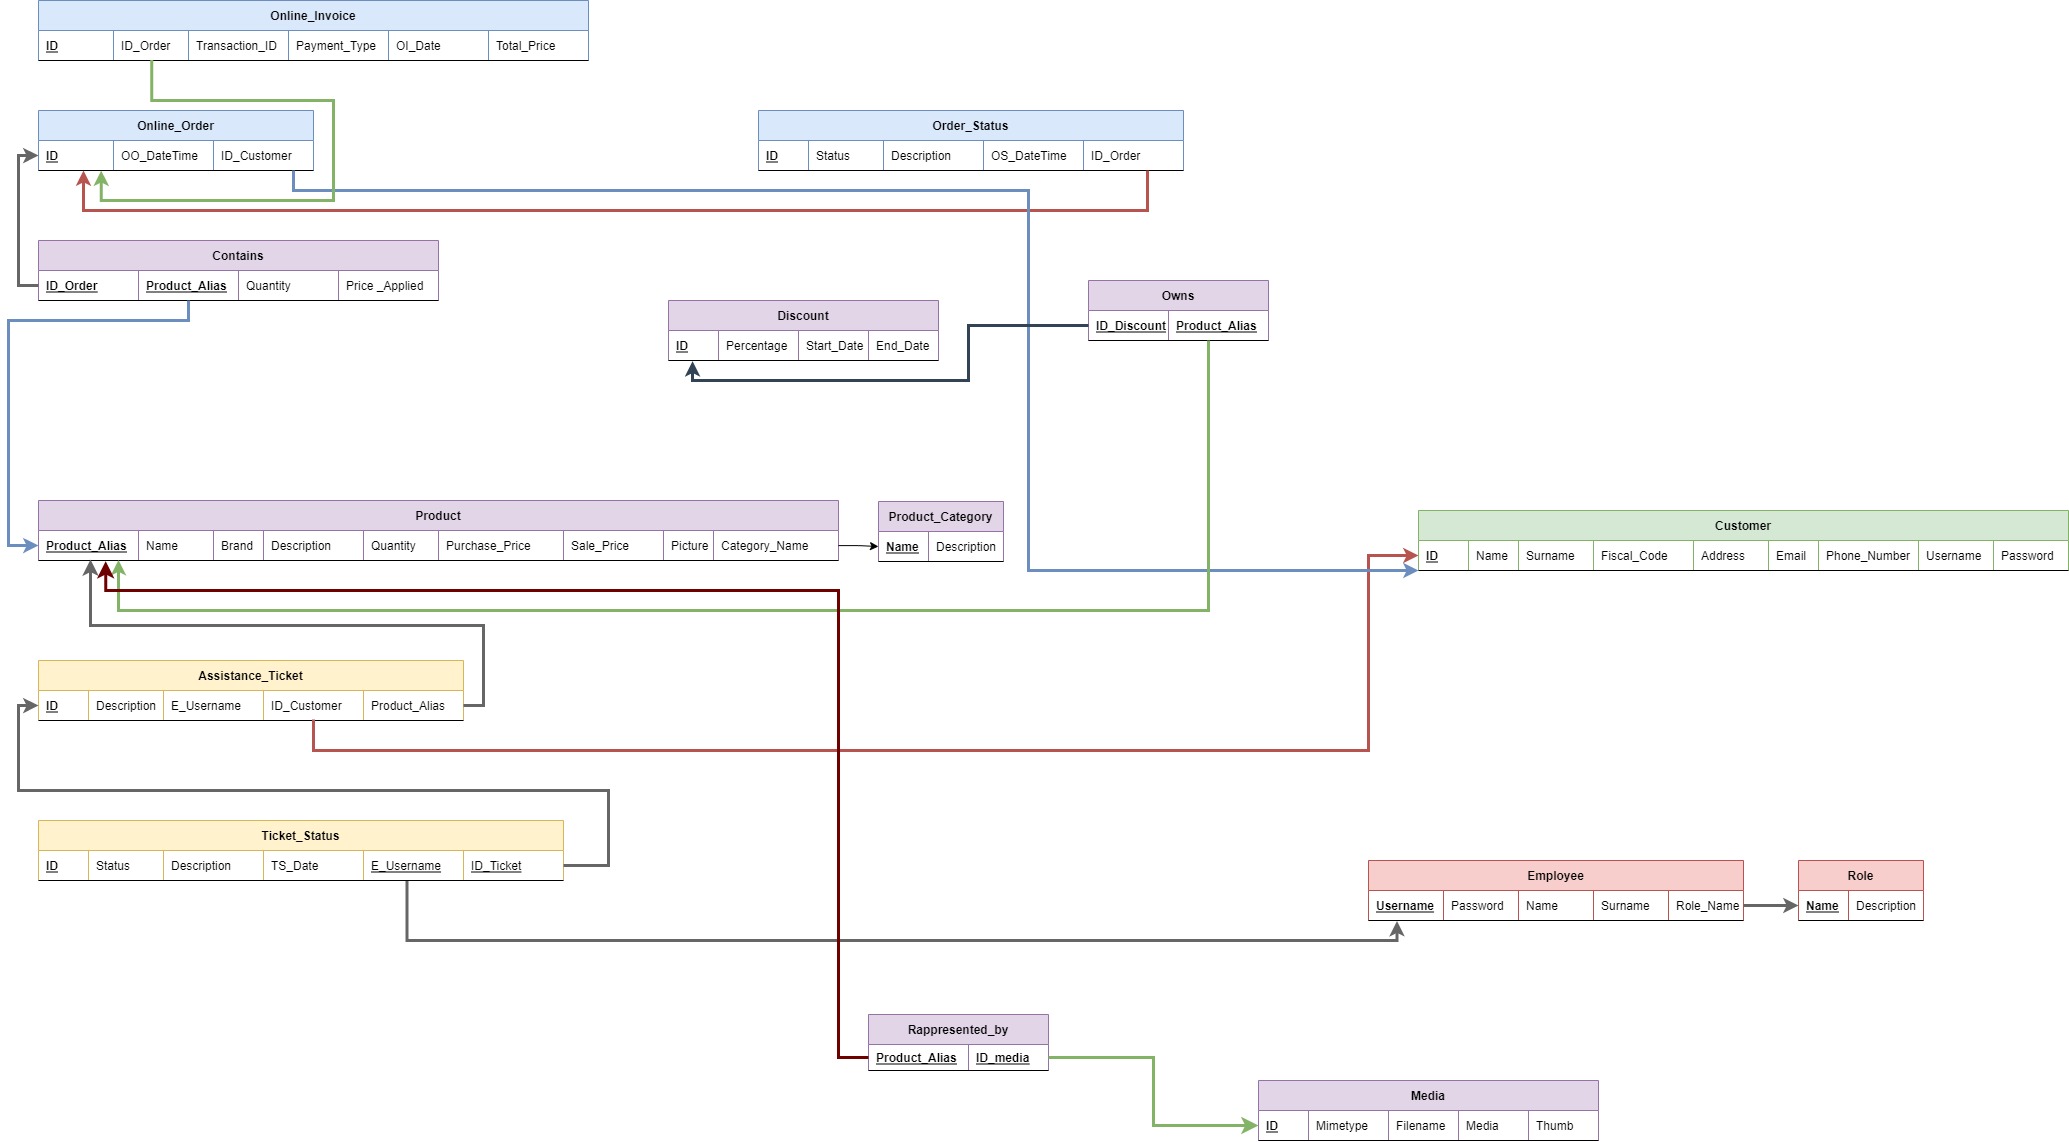 Online_Invoice
ID ID_Order Transaction_ID Payment_Type OI_Date Total_Price
Online_Order
ID OO_DateTime ID_Customer
Order_Status
ID Status Description OS_DateTime ID_Order
Contains
ID_Order Product_Alias Quantity Price _Applied
Owns
ID_Discount Product_Alias
Discount
ID Percentage Start_Date End_Date
Product
Product_Alias Name Brand Description Quantity Purchase_Price Sale_Price Picture Category_Name
Product_Category
Name Description
Customer
ID Name Surname Fiscal_Code Address Email Phone_Number Username Password
Assistance_Ticket
ID Description E_Username ID_Customer Product_Alias
Ticket_Status
ID Status Description TS_Date E_Username ID_Ticket
Employee
Username Password Name Surname Role_Name
Role
Name Description
Rappresented_by
Product_Alias ID_media
Media
ID Mimetype Filename Media Thumb